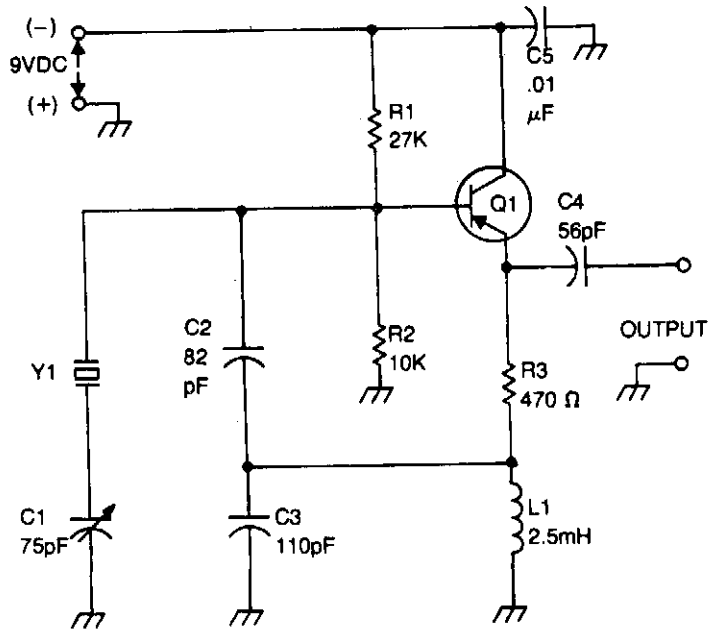 (-)
9VDC
(+)
C5
.01
μF
R1
27K
Q1
C4
56pF
C2
82
pF
R2
10K
OUTPUT
Y1
R3
470 Ω
C1
75pF
C3
110pF
L1
2.5mH